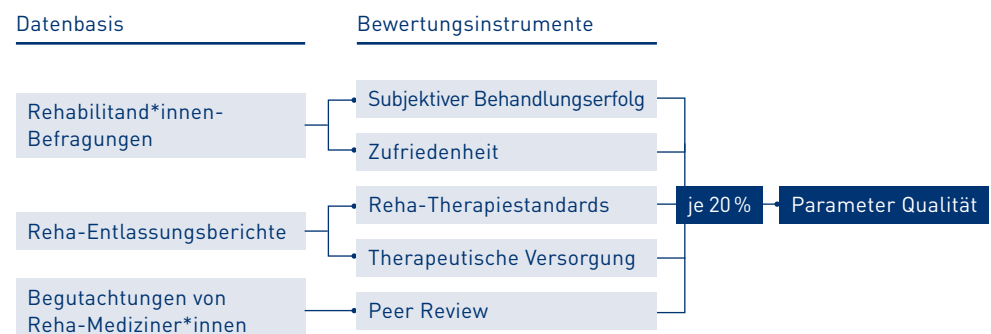 Datenbasis
Bewertungsinstrumente
Rehabilitand*innen-
Befragungen
Subjektiver Behandlungserfolg
Zufriedenheit
Reha-Entlassungsberichte
Reha-Therapiestandards
Therapeutische Versorgung
Begutachtungen von
Reha-Mediziner*innen
Peer Review
je 20 %
Parameter Qualität